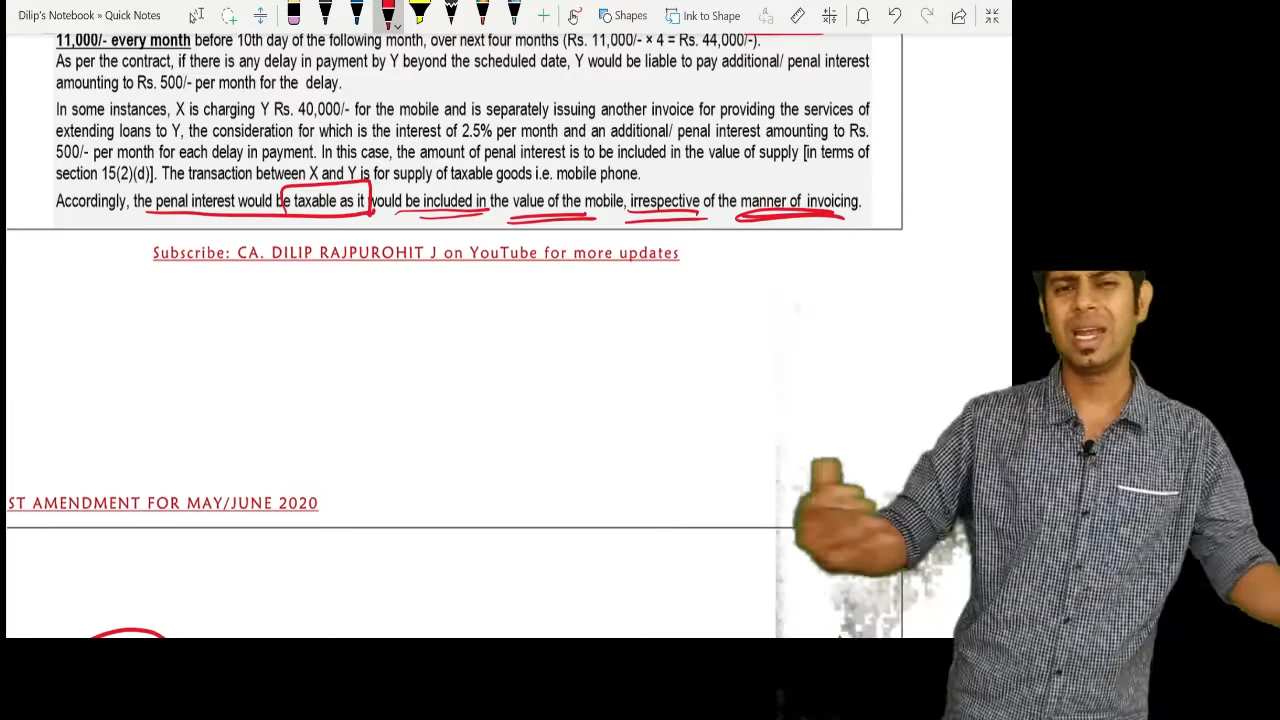 Dilip's Notebook » Quick Notes
Shapes
Ink to Shape
11,000/- every month before 10th day of the following month, over next four months (Rs. 11,000/- × 4 = Rs. 44,000/-).
As per the contract, if there is any delay in payment by Y beyond the scheduled date, Y would be liable to pay additional/ penal interest
amounting to Rs. 500/- per month for the delay.
In some instances, X is charging Y Rs. 40,000/- for the mobile and is separately issuing another invoice for providing the services of
extending loans to Y, the consideration for which is the interest of 2.5% per month and an additional/ penal interest amounting to Rs.
500/- per month for each delay in payment. In this case, the amount of penal interest is to be included in the value of supply [in terms of
section 15(2)(d)]. The transaction between X and Y is for supply of taxable goods i.e. mobile phone.
Accordingly, the penal interest would be taxable as it would be included in the value of the mobile, irrespective of the manner of invoicing.
Subscribe: CA. DILIP RAJPUROHIT J on YouTube for more updates
ST AMENDMENT FOR MAY/JUNE 2020